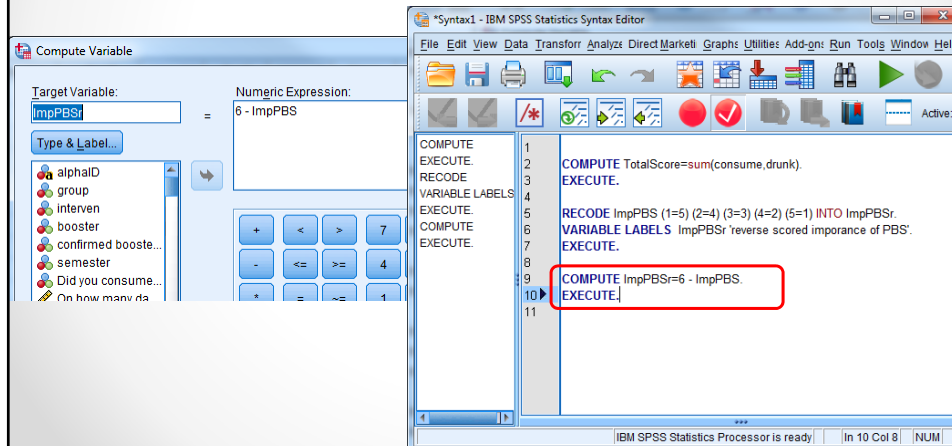 Compute Variable
Target Variable:
Numeric Expression:
ImpPBSr
=
6 - ImpPBS
Type & Label...
alphaID
group
interven
booster
confirmed booste...
semester
Did you consume...
On how many da
+ < > 7
- <= >= 4
* = ~= 1
*Syntax1 - IBM SPSS Statistics Syntax Editor
File Edit View Data Transforr Analyze Direct Marketi Graphs Utilities Add-ons Run Tools Window Hel
Active:
COMPUTE
EXECUTE.
RECODE
VARIABLE LABELS
EXECUTE.
COMPUTE
EXECUTE.
1
2 COMPUTE TotalScore=sum(consume,drunk).
3 EXECUTE.
4
5 RECODE ImpPBS (1=5) (2=4) (3=3) (4=2) (5=1) INTO ImpPBSr.
6 VARIABLE LABELS ImpPBSr 'reverse scored imporance of PBS'.
7 EXECUTE.
8
9 COMPUTE ImpPBSr=6 - ImpPBS.
10 EXECUTE.
11
IBM SPSS Statistics Processor is ready In 10 Col 8 NUM